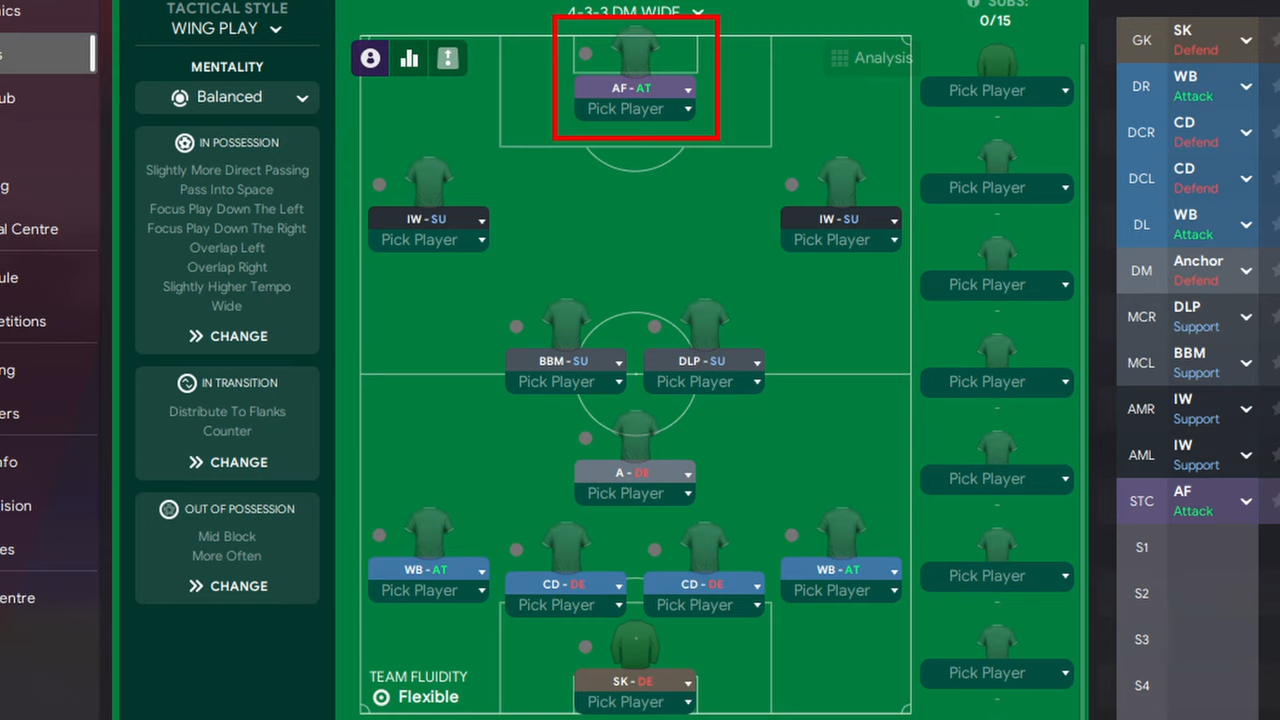 ics
s
ub
g
al Centre
ule
etitions
ng
ers
nfo
ision
es
entre
TACTICAL STYLE
WING PLAY
MENTALITY
Balanced
IN POSSESSION
Slightly More Direct Passing
Pass Into Space
Focus Play Down The Left
Focus Play Down The Right
Overlap Left
Overlap Right
Slightly Higher Tempo
Wide
CHANGE
IN TRANSITION
Distribute To Flanks
Counter
CHANGE
OUT OF POSSESSION
Mid Block
More Often
CHANGE
4-3-3 DM WIDE
Analysis
AF - AT
Pick Player
IW - SU
Pick Player
IW - SU
Pick Player
BBM - SU
Pick Player
DLP - SU
Pick Player
A - DE
Pick Player
WB - AT
Pick Player
CD - DE
Pick Player
CD - DE
Pick Player
WB - AT
Pick Player
SK - DE
Pick Player
TEAM FLUIDITY
Flexible
SUBS:
0/15
Pick Player
-
Pick Player
-
Pick Player
-
Pick Player
-
Pick Player
-
Pick Player
-
Pick Player
-
GK SK
Defend
DR WB
Attack
DCR CD
Defend
DCL CD
Defend
DL WB
Attack
DM Anchor
Defend
MCR DLP
Support
MCL BBM
Support
AMR IW
Support
AML IW
Support
STC AF
Attack
S1
S2
S3
S4